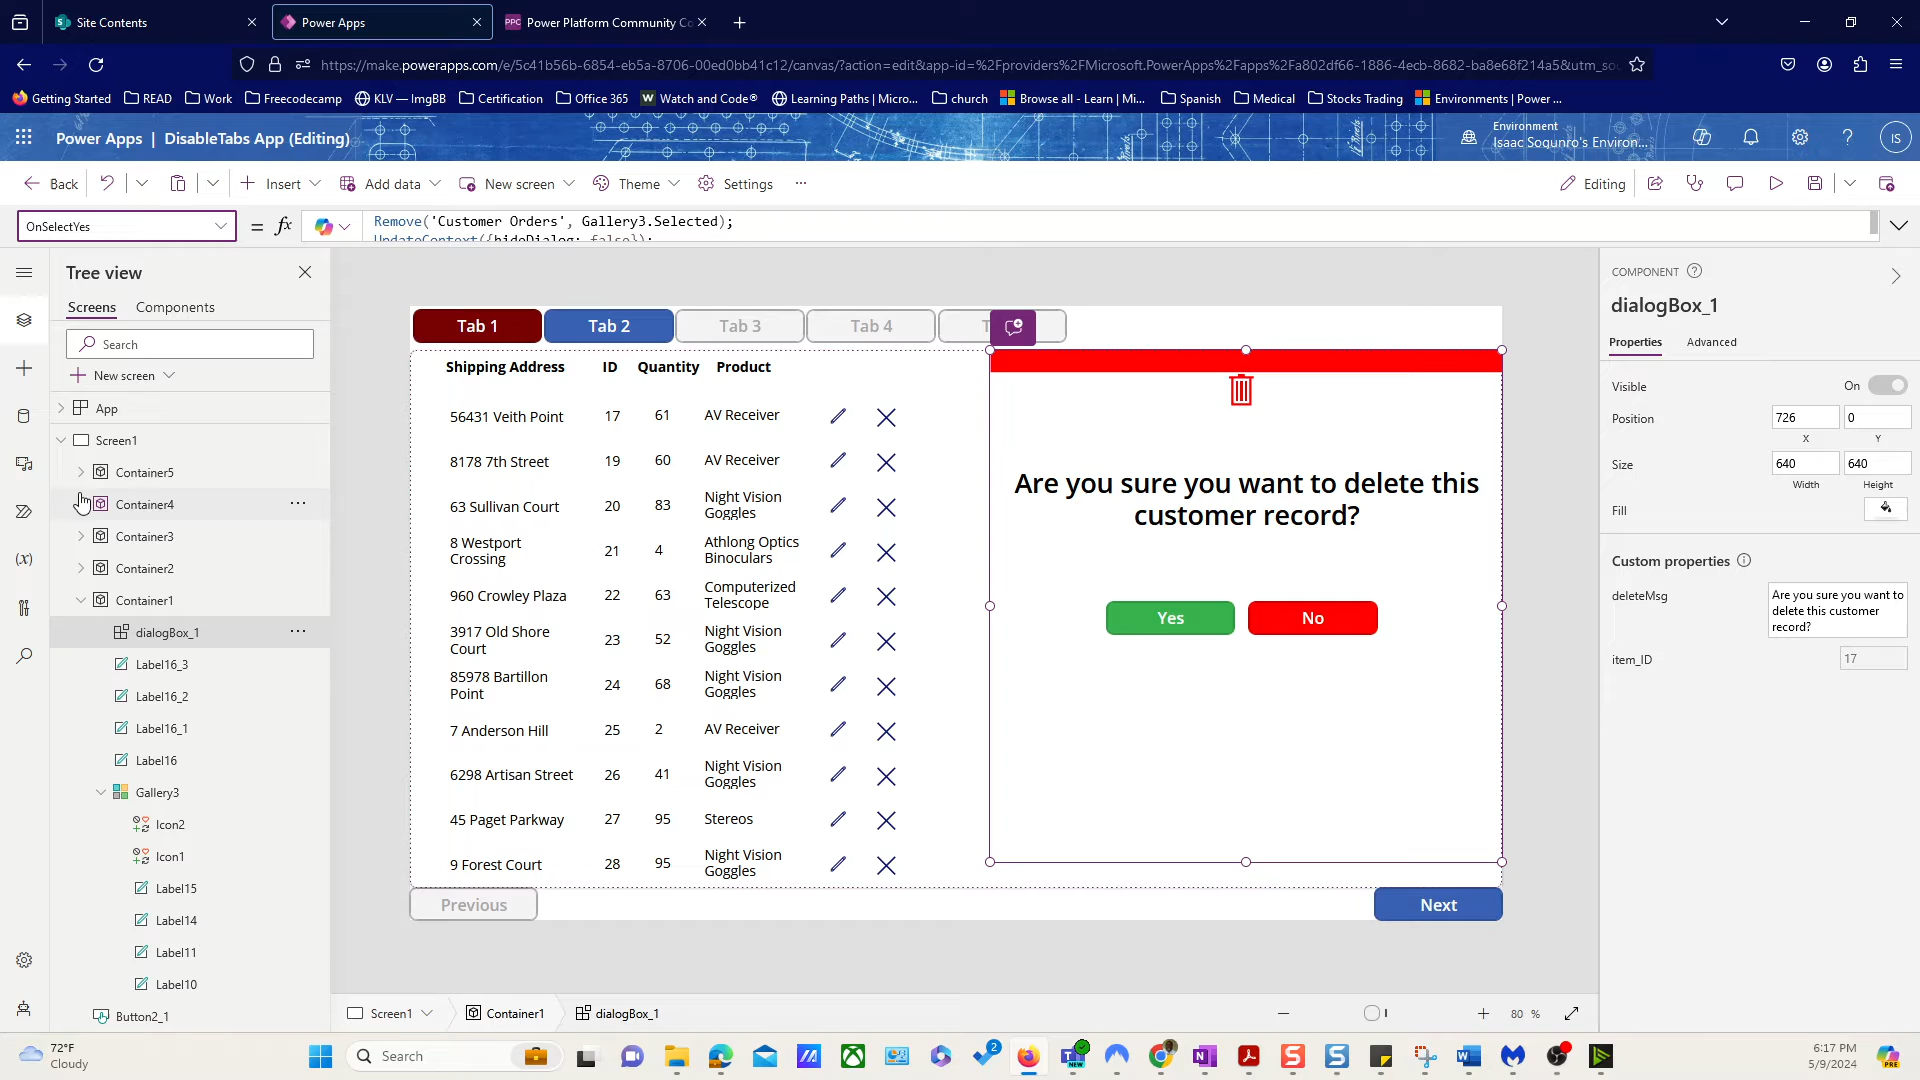 Site Contents
Power Apps
Power Platform Community Co
https://make.powerapps.com/e/5c41b56b-6854-eb5a-8706-00ed0bb41c12/canvas/?action=edit&app-id=%2Fproviders%2FMicrosoft.PowerApps%2Fapps%2Fa802df66-1886-4ecb-8682-ba8e68f214a5&utm_sou
Getting Started READ Work Freecodecamp KLV — ImgBB Certification Office 365 Watch and Code® Learning Paths | Micro... church Browse all - Learn | Mi... Spanish Medical Stocks Trading Environments | Power ...
Power Apps | DisableTabs App (Editing)
Environment
Isaac Soqunro's Environ...
IS
Back Insert Add data New screen Theme Settings ··· Editing
OnSelectYes = fx Remove('Customer Orders', Gallery3.Selected);
UpdateContext({hideDialog: false});
Tree view
Screens Components
Search
New screen
App
Screen1
Container5
Container4 ···
Container3
Container2
Container1
dialogBox_1 ···
Label16_3
Label16_2
Label16_1
Label16
Gallery3
Icon2
Icon1
Label15
Label14
Label11
Label10
Button2_1
Tab 1 Tab 2 Tab 3 Tab 4 T
Shipping Address ID Quantity Product
56431 Veith Point 17 61 AV Receiver
8178 7th Street 19 60 AV Receiver
63 Sullivan Court 20 83 Night Vision Goggles
8 Westport Crossing 21 4 Athlong Optics Binoculars
960 Crowley Plaza 22 63 Computerized Telescope
3917 Old Shore Court 23 52 Night Vision Goggles
85978 Bartillon Point 24 68 Night Vision Goggles
7 Anderson Hill 25 2 AV Receiver
6298 Artisan Street 26 41 Night Vision Goggles
45 Paget Parkway 27 95 Stereos
9 Forest Court 28 95 Night Vision Goggles
Are you sure you want to delete this
customer record?
Yes No
Previous Next
COMPONENT
dialogBox_1
Properties Advanced
Visible On
Position 726 0
X Y
Size 640 640
Width Height
Fill
Custom properties
deleteMsg Are you sure you want to delete this customer record?
item_ID 17
Screen1 Container1 dialogBox_1 80 %
72°F
Cloudy
Search
2
NEW
6:17 PM
5/9/2024
PRE